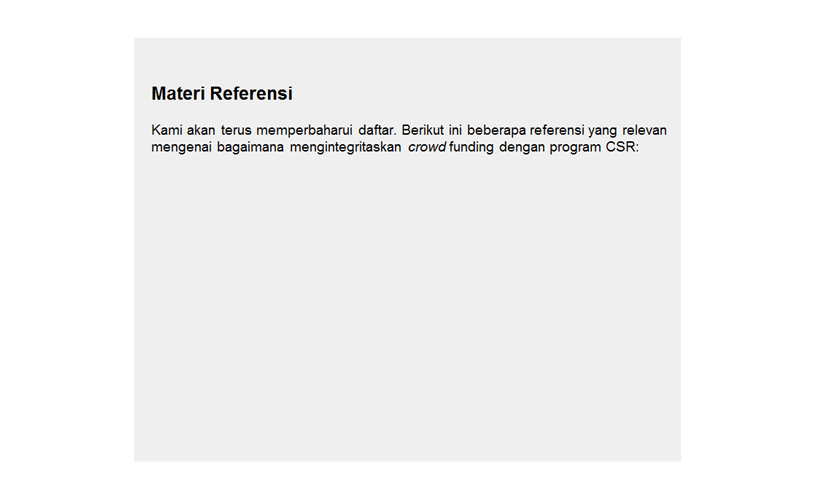 Materi Referensi
Kami akan terus memperbaharui daftar. Berikut ini beberapa referensi yang relevan
mengenai bagaimana mengintegritaskan crowd funding dengan program CSR: